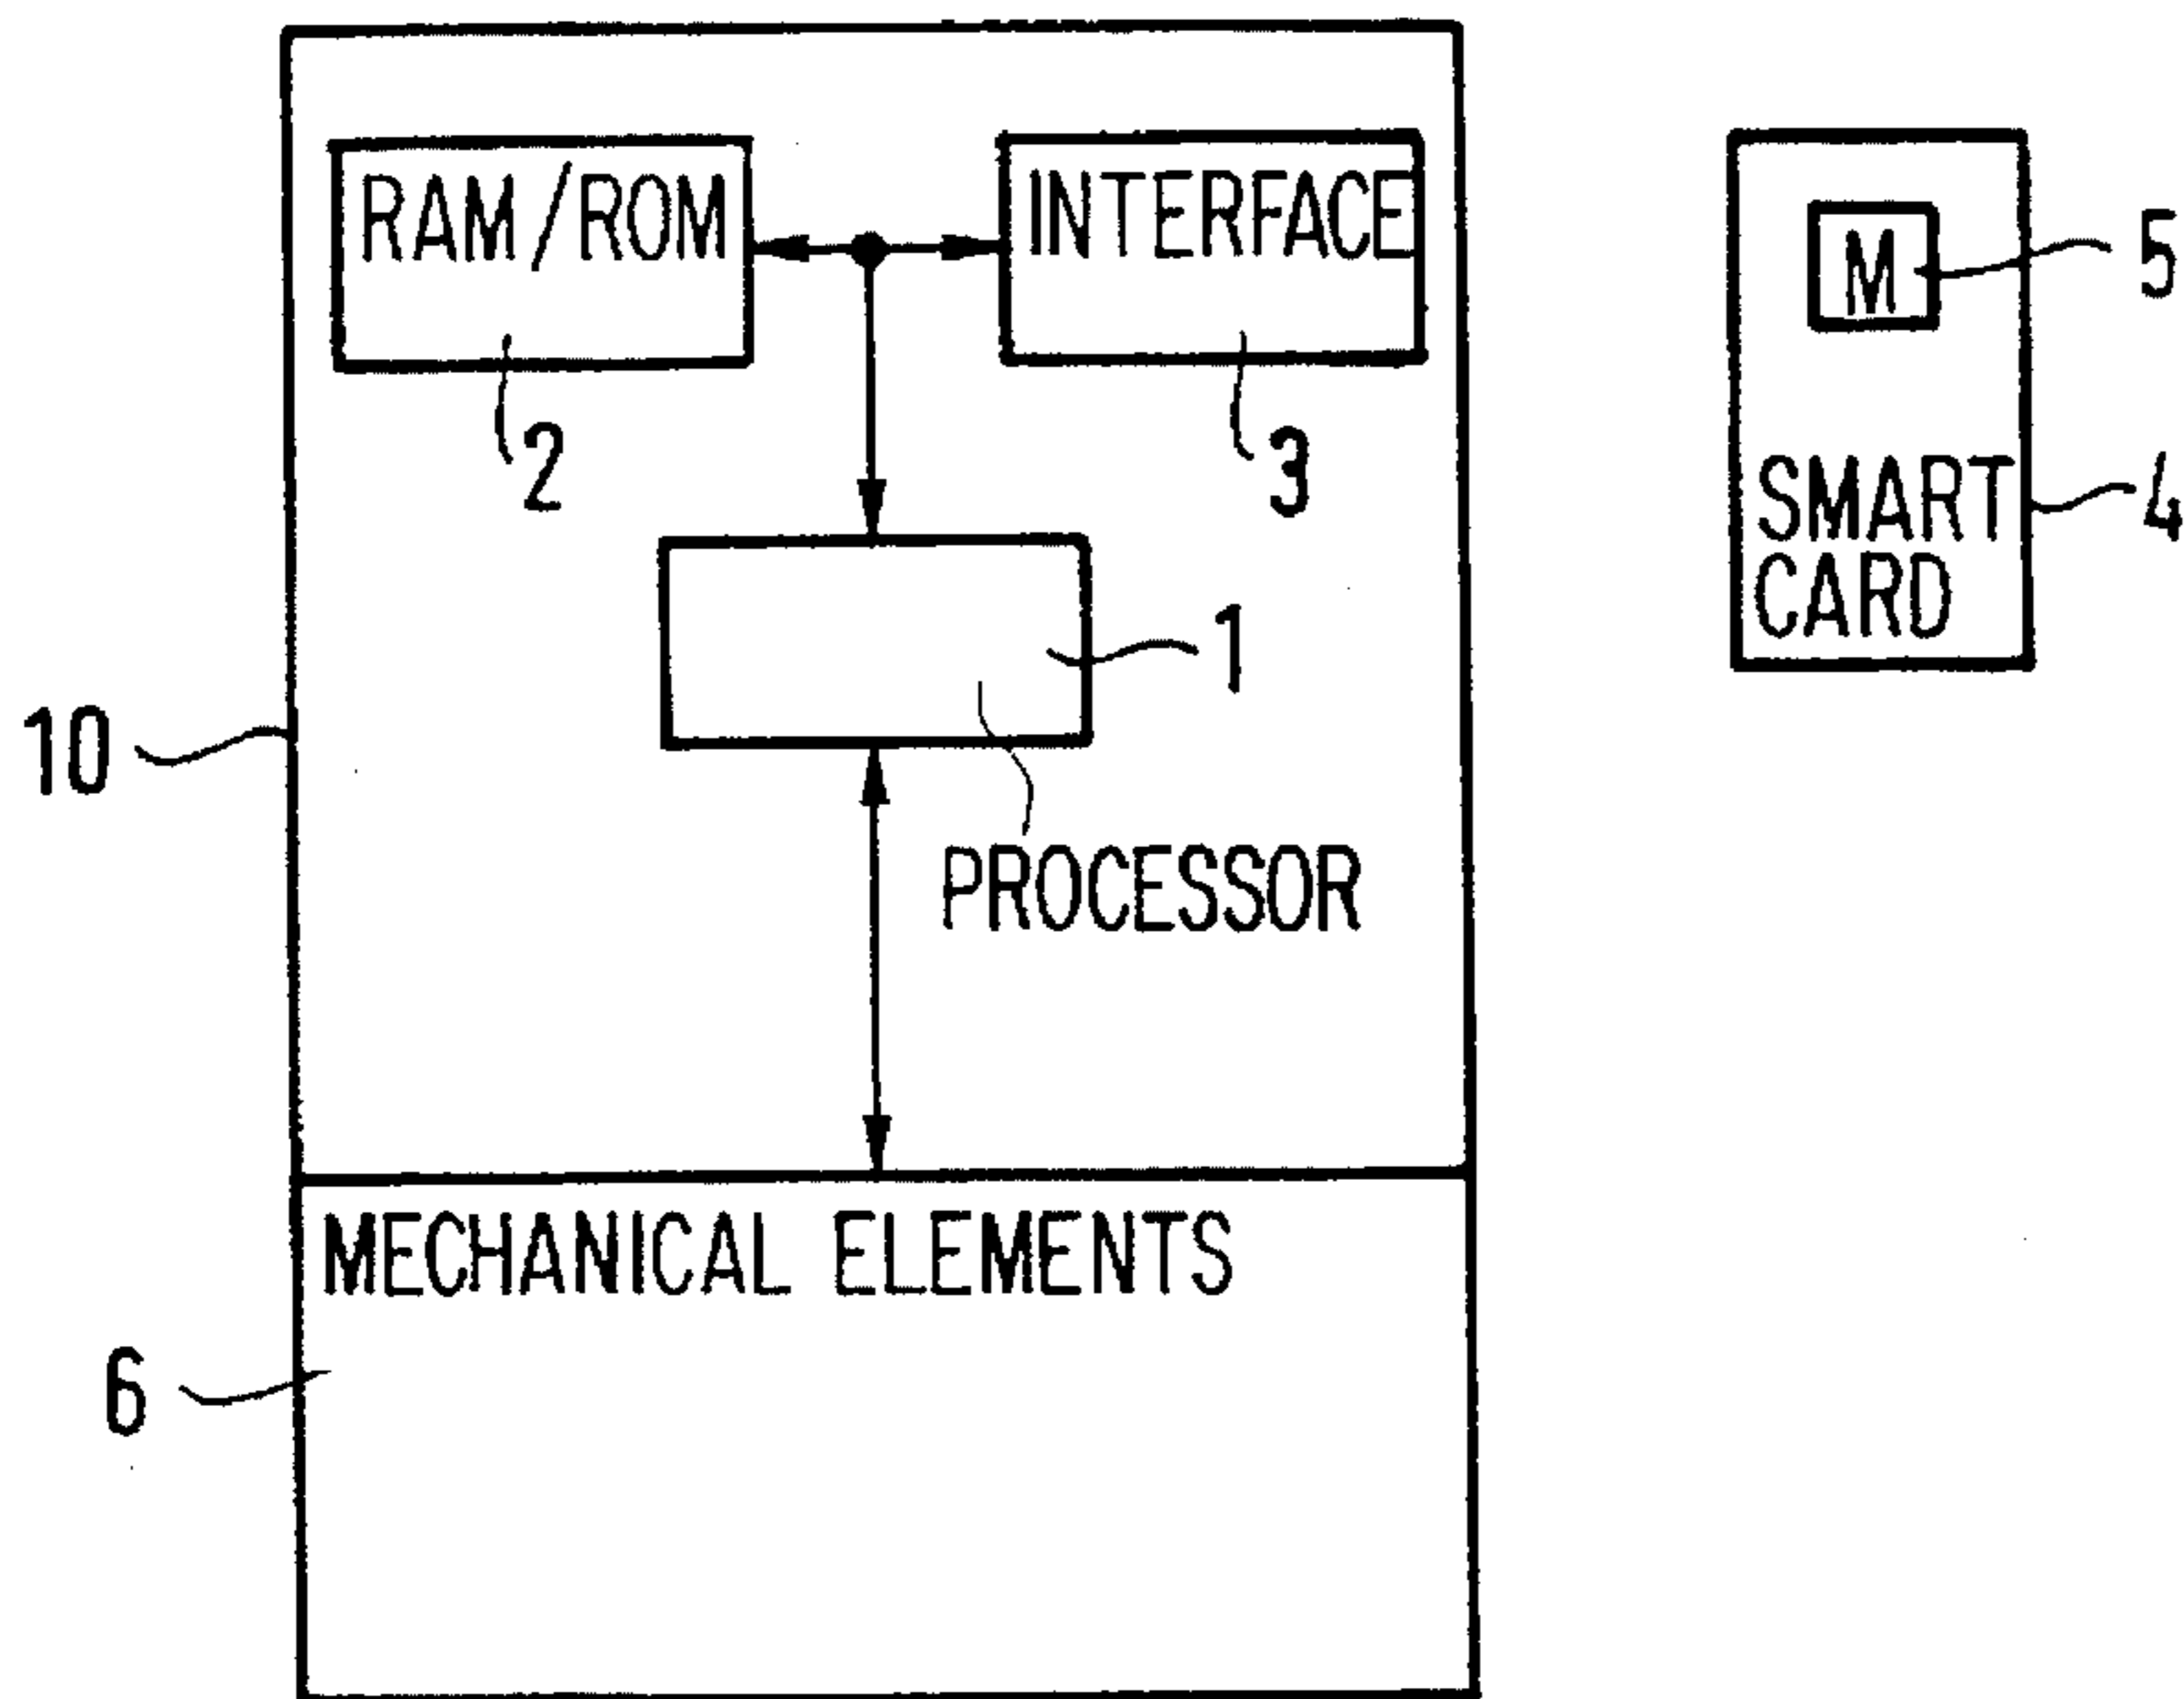 RAM/ROM
INTERFACE
2
3
1
10
PROCESSOR
MECHANICAL ELEMENTS
6
M
5
SMART
CARD
4